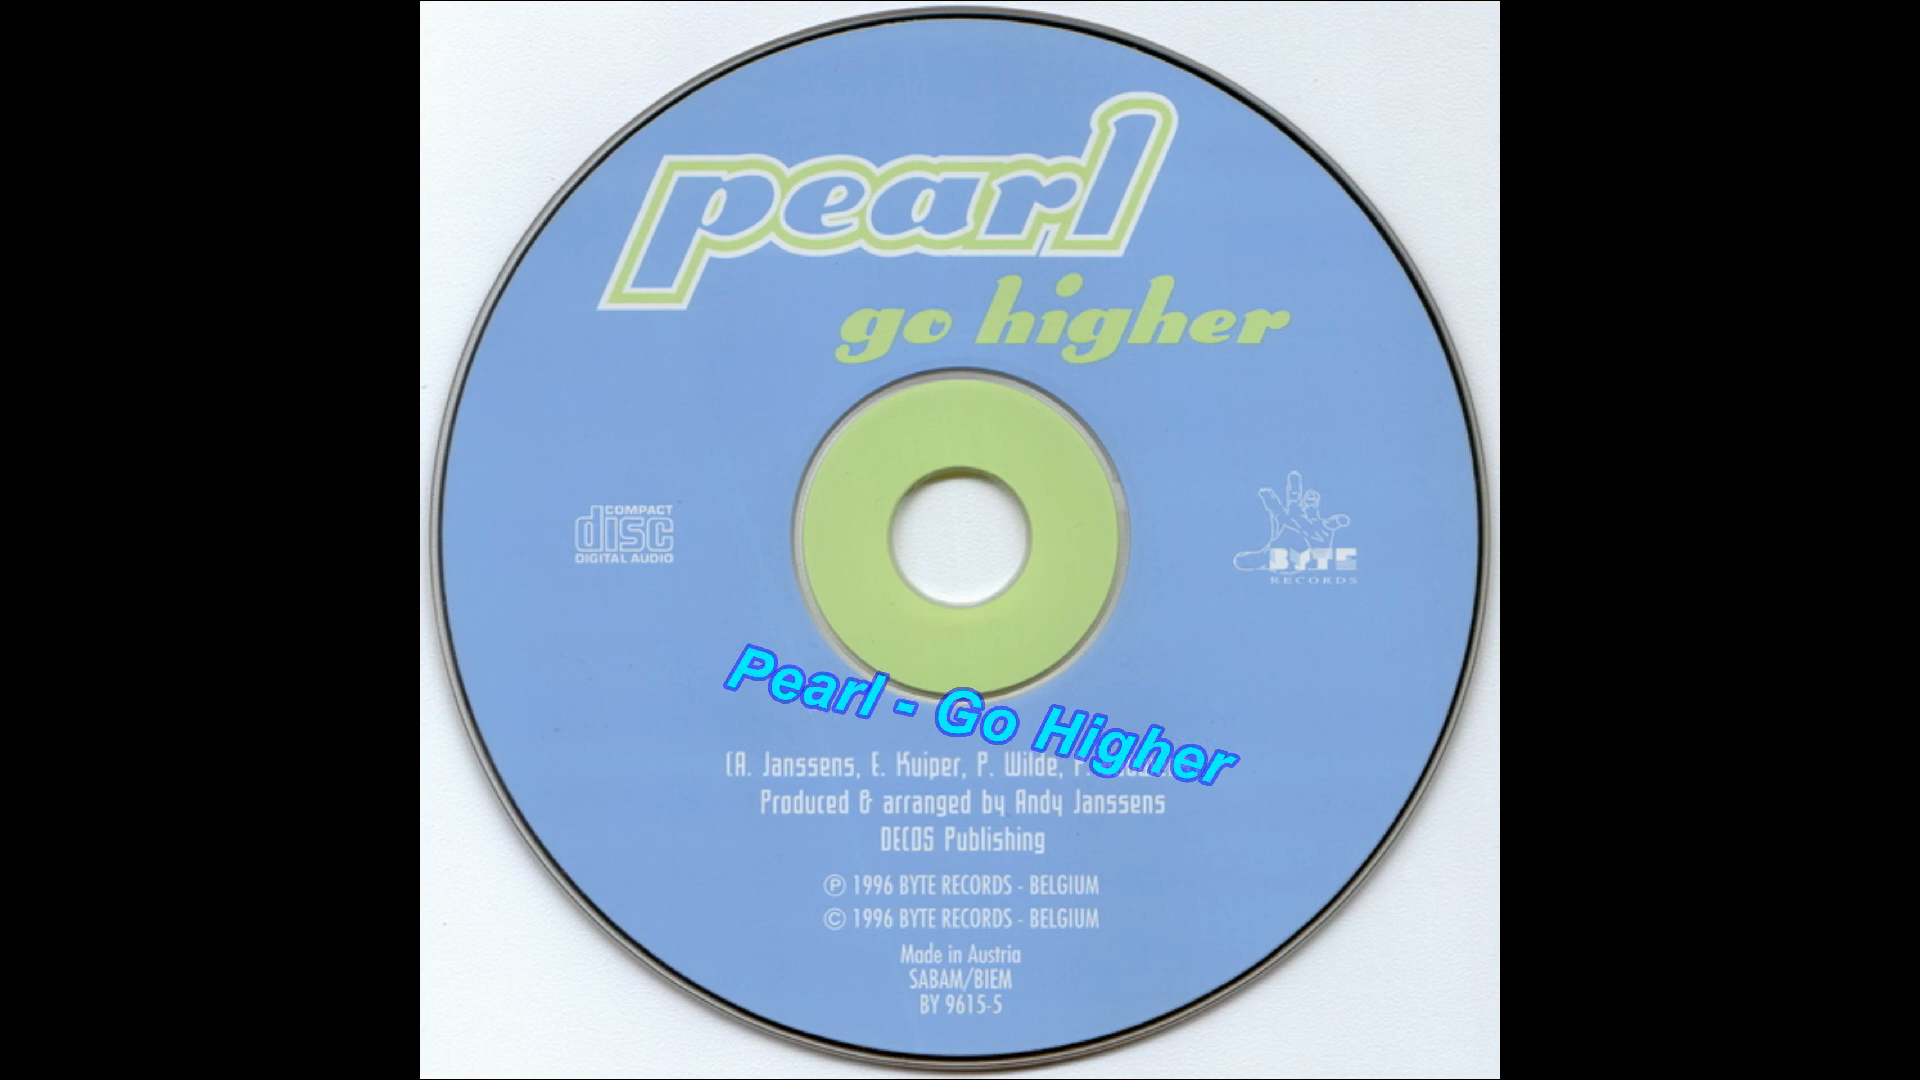 pearl
go higher
COMPACT
disc
DIGITAL AUDIO
BYTE
RECORDS
Pearl - Go Higher
(A. Janssens, E. Kuiper, P. Wilde,
Produced & arranged by Andy Janssens
DECOS Publishing
℗ 1996 BYTE RECORDS - BELGIUM
© 1996 BYTE RECORDS - BELGIUM
Made in Austria
SABAM/BIEM
BY 9615-5